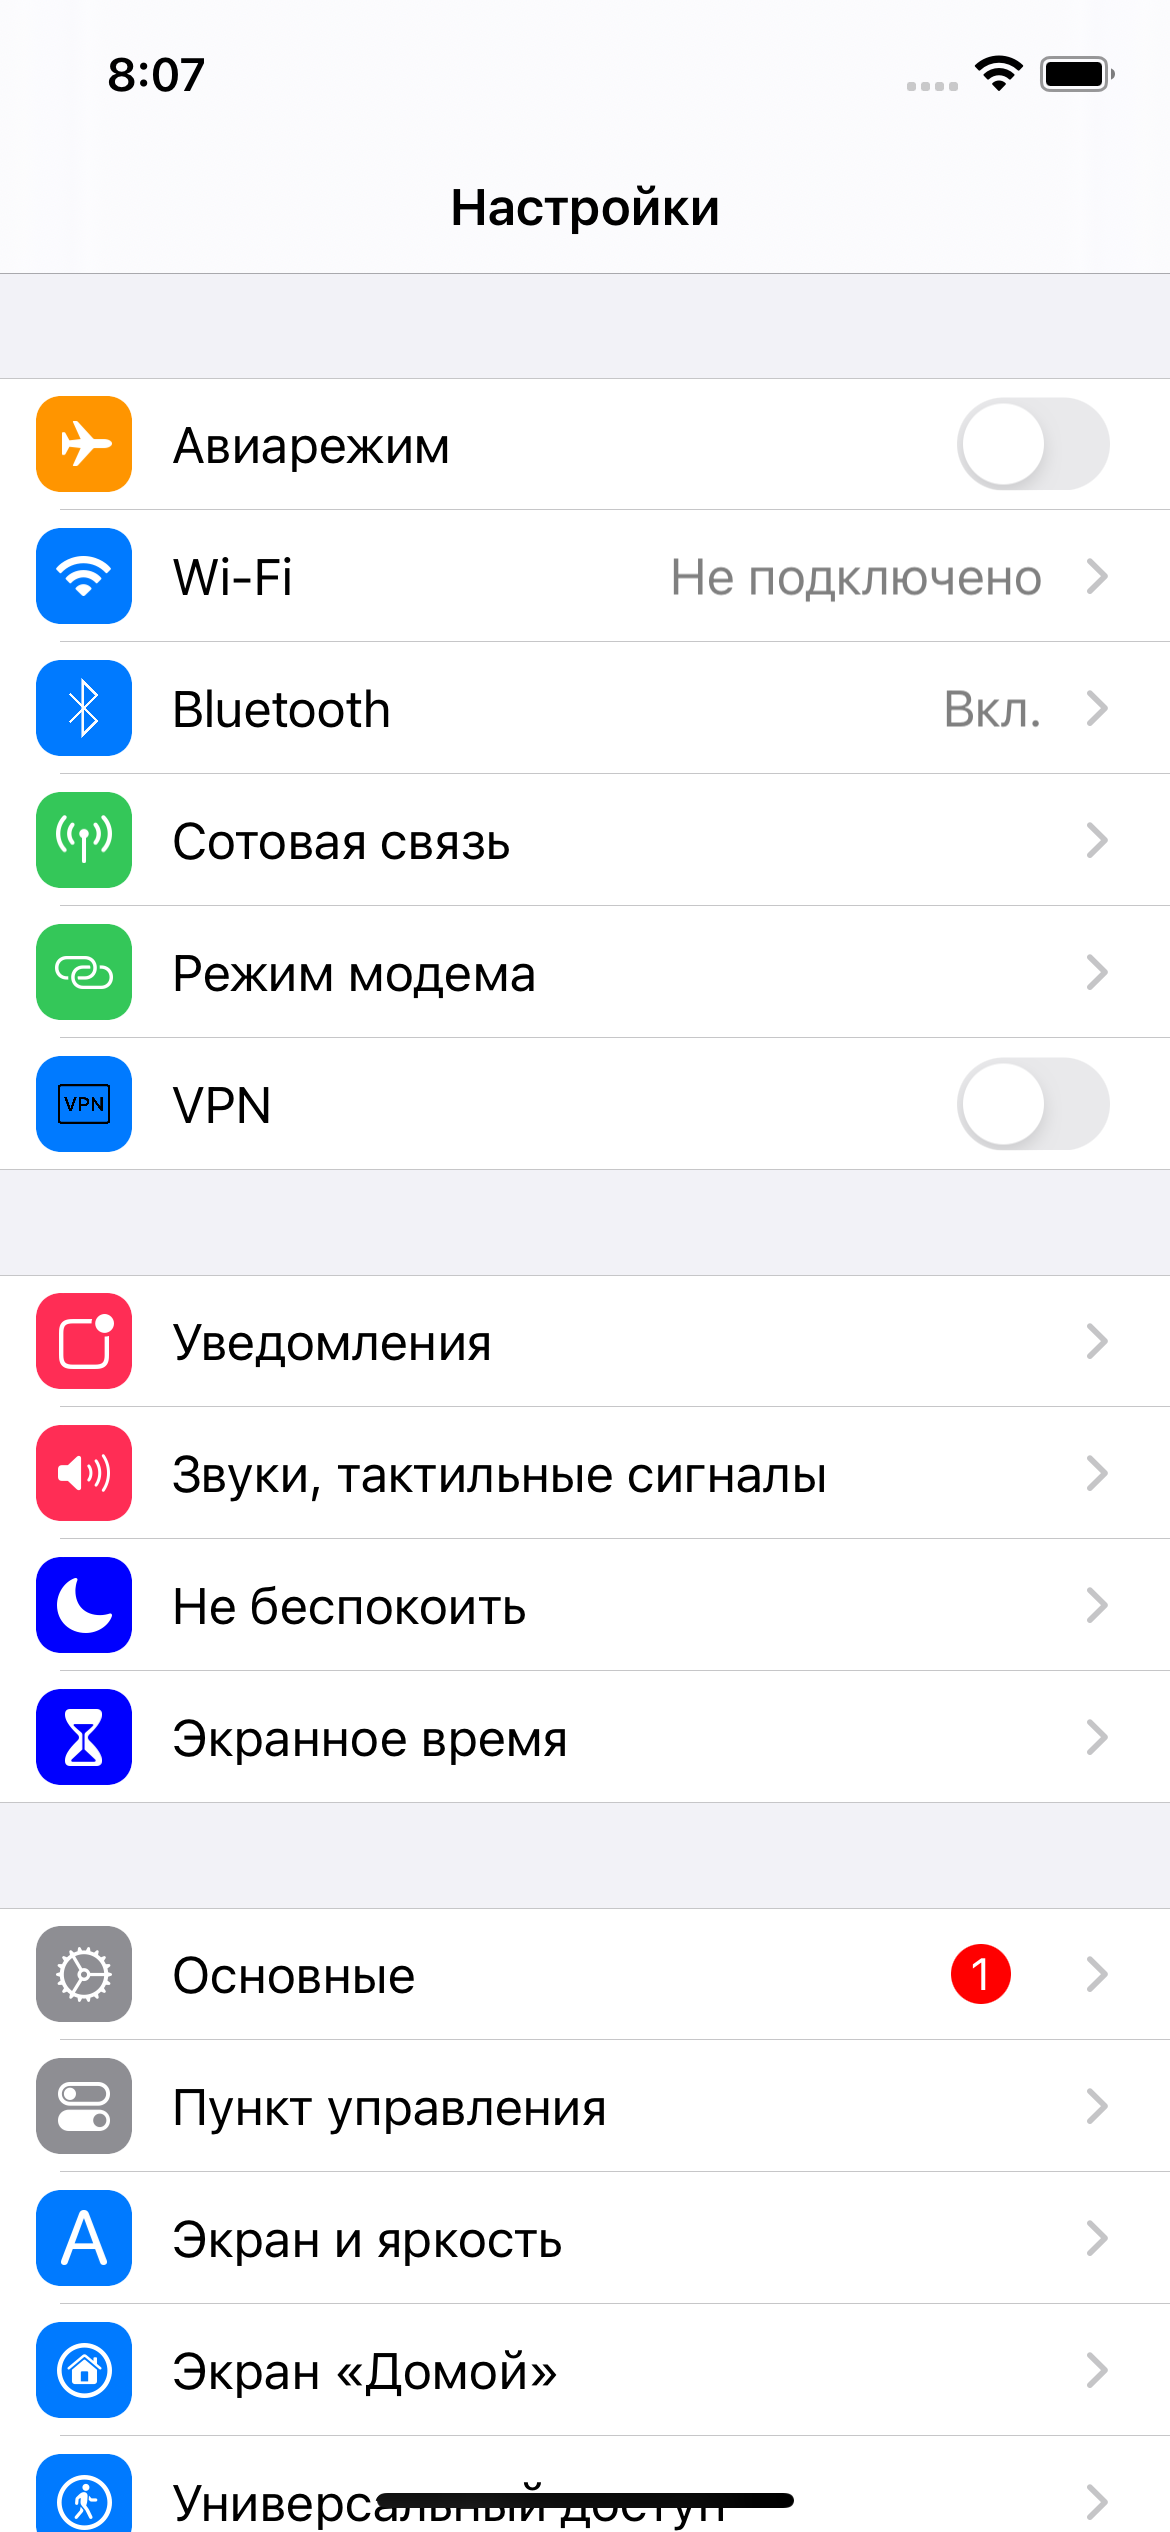 8:07
Настройки
Авиарежим
Wi-Fi
Не подключено
Bluetooth
Вкл.
Сотовая связь
Режим модема
VPN
VPN
Уведомления
Звуки, тактильные сигналы
Не беспокоить
Экранное время
Основные
1
Пункт управления
A
Экран и яркость
Экран «Домой»
Универсальный доступ